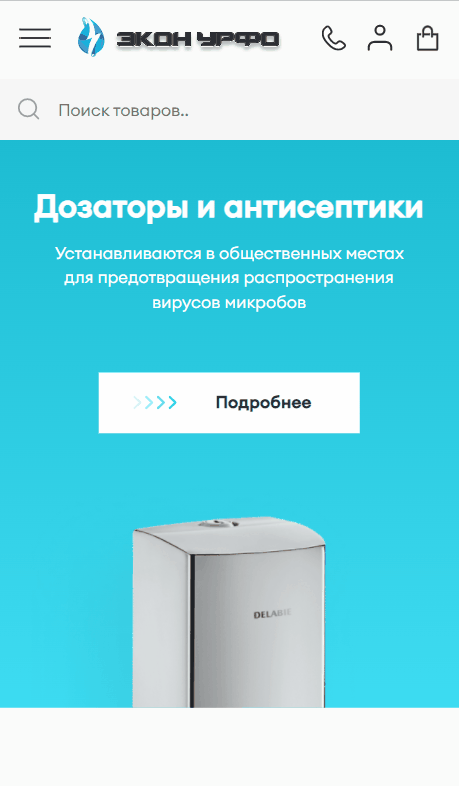 ЭКОН УРФО
Поиск товаров..
Дозаторы и антисептики
Устанавливаются в общественных местах
для предотвращения распространения
вирусов микробов
Подробнее
DELABIE